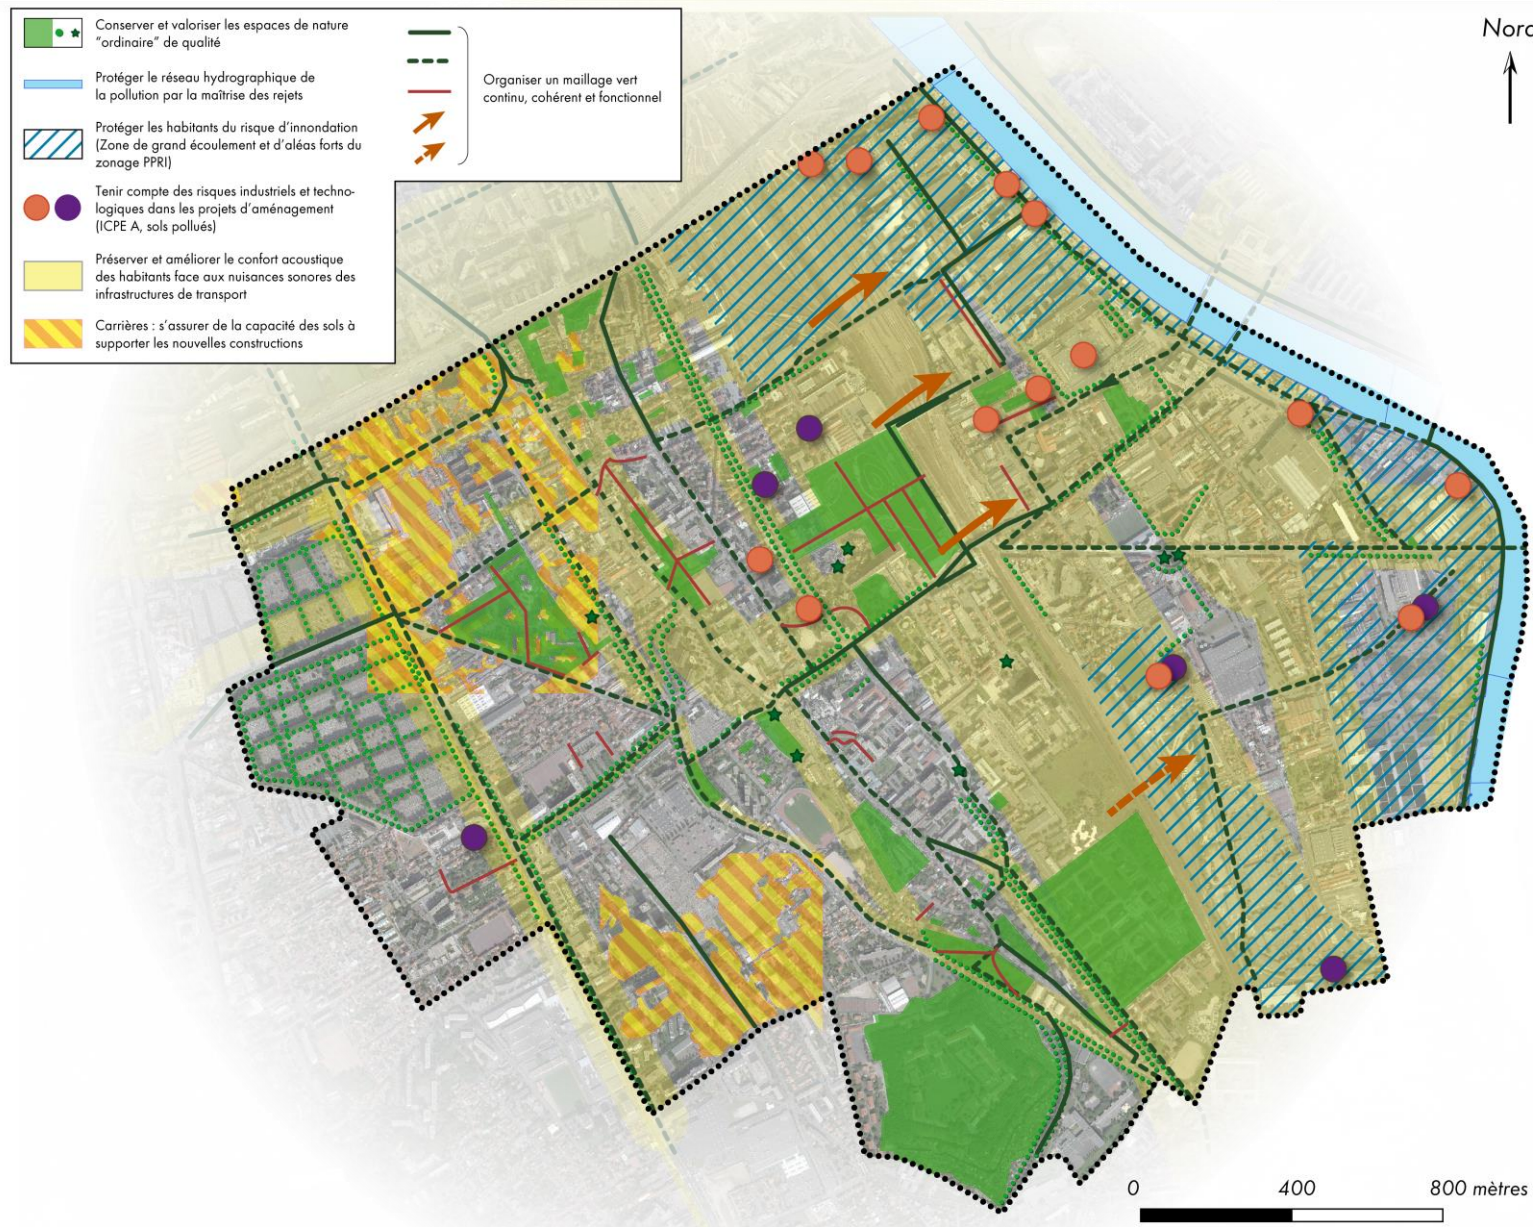 Conserver et valoriser les espaces de nature
"ordinaire" de qualité
Protéger le réseau hydrographique de
la pollution par la maîtrise des rejets
Protéger les habitants du risque d'innondation
(Zone de grand écoulement et d'aléas forts du
zonage PPRI)
Tenir compte des risques industriels et techno-
logiques dans les projets d'aménagement
(ICPE A, sols pollués)
Préserver et améliorer le confort acoustique
des habitants face aux nuisances sonores des
infrastructures de transport
Carrières : s'assurer de la capacité des sols à
supporter les nouvelles constructions
Organiser un maillage vert
continu, cohérent et fonctionnel
Nord
0 400 800 mètres